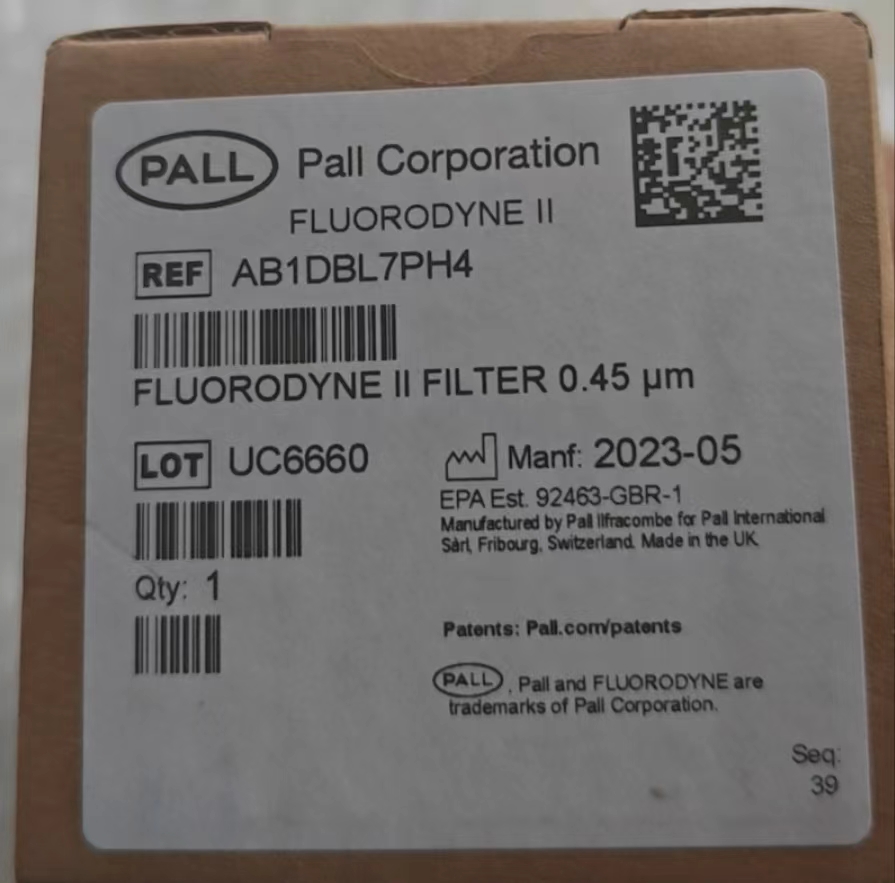 PALL Pall Corporation
FLUORODYNE II
REF AB1DBL7PH4
FLUORODYNE II FILTER 0.45 µm
LOT UC6660
Manf: 2023-05
EPA Est. 92463-GBR-1
Manufactured by Pall Ilfracombe for Pall International
Sàrl, Fribourg, Switzerland. Made in the UK.
Qty: 1
Patents: Pall.com/patents
PALL , Pall and FLUORODYNE are
trademarks of Pall Corporation.
Seq:
39